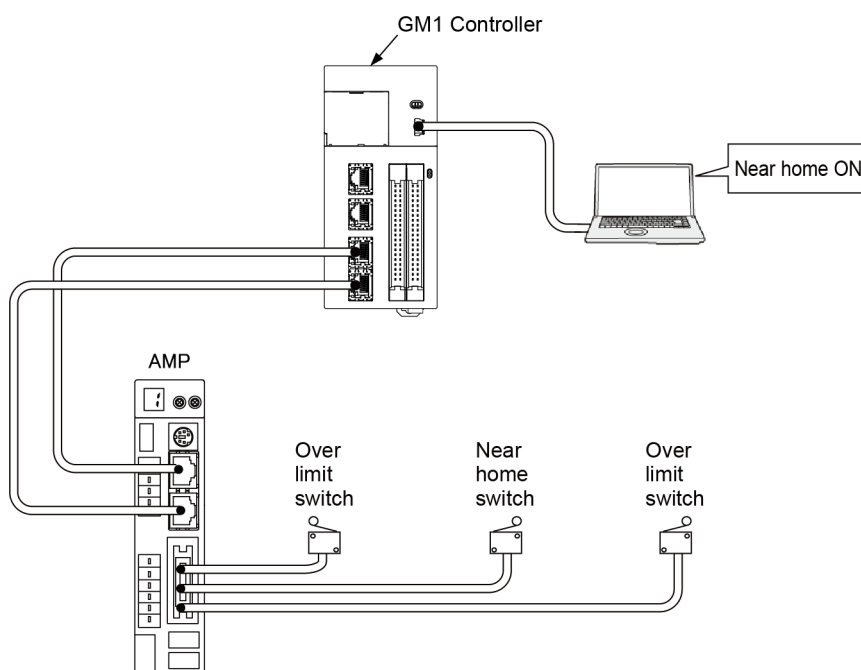 GM1 Controller
Near home ON
AMP
Over
limit
switch
Near
home
switch
Over
limit
switch